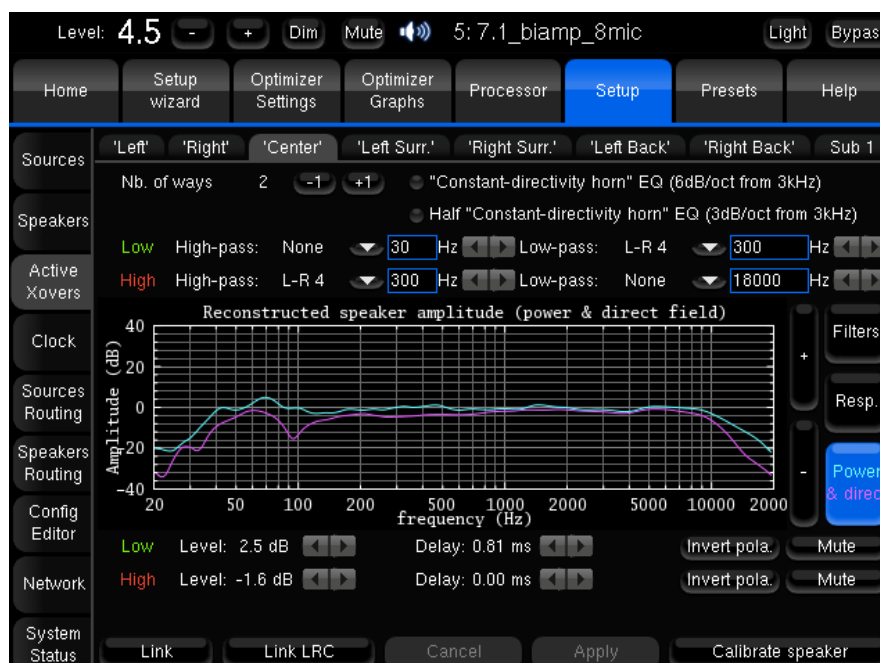 Level: 4.5 - + Dim Mute 5: 7.1_biamp_8mic Light Bypas
Home Setup wizard Optimizer Settings Optimizer Graphs Processor Setup Presets Help
Sources
Speakers
Active Xovers
Clock
Sources Routing
Speakers Routing
Config Editor
Network
System Status
'Left' 'Right' 'Center' 'Left Surr.' 'Right Surr.' 'Left Back' 'Right Back' Sub 1
Nb. of ways 2 -1 +1 "Constant-directivity horn" EQ (6dB/oct from 3kHz)
Half "Constant-directivity horn" EQ (3dB/oct from 3kHz)
Low High-pass: None 30 Hz Low-pass: L-R 4 300 Hz
High High-pass: L-R 4 300 Hz Low-pass: None 18000 Hz
Reconstructed speaker amplitude (power & direct field)
Amplitude (dB)
40
20
0
-20
-40
20 50 100 200 500 1000 2000 5000 10000 2000
frequency (Hz)
+
-
Filters
Resp.
Power
& direc
Low Level: 2.5 dB Delay: 0.81 ms Invert pola. Mute
High Level: -1.6 dB Delay: 0.00 ms Invert pola. Mute
Link Link LRC Cancel Apply Calibrate speaker